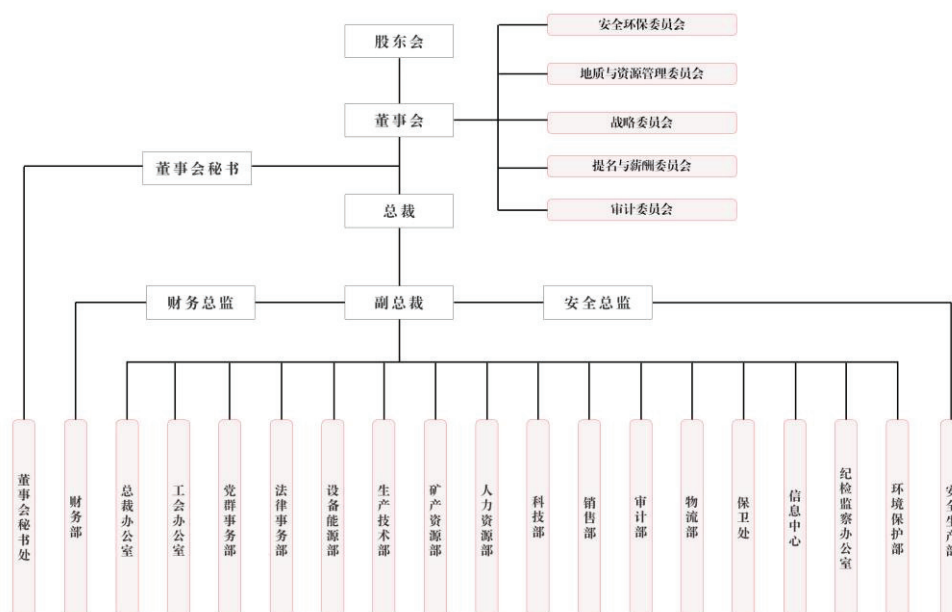 股东会
安全环保委员会
地质与资源管理委员会
董事会
战略委员会
董事会秘书
提名与薪酬委员会
总裁
审计委员会
财务总监
副总裁
安全总监
董事会秘书处
财务部
总裁办公室
工会办公室
党群事务部
法律事务部
设备能源部
生产技术部
矿产资源部
人力资源部
科技部
销售部
审计部
物流部
保卫处
信息中心
纪检监察办公室
环境保护部
安全生产部